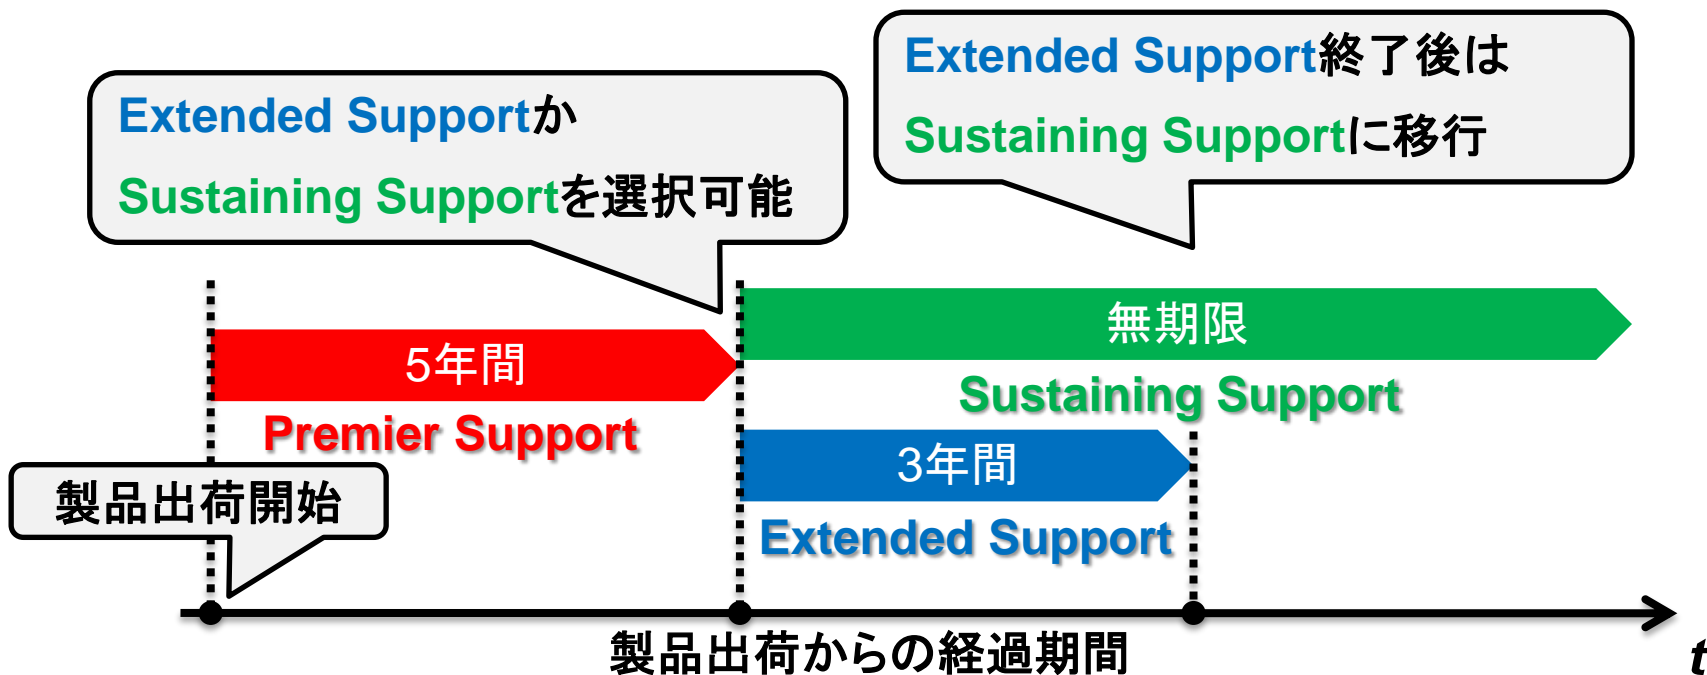 Extended Support終了後は
Sustaining Supportに移行
Extended Supportか
Sustaining Supportを選択可能
無期限
5年間
Sustaining Support
Premier Support
3年間
製品出荷開始
Extended Support
製品出荷からの経過期間
t